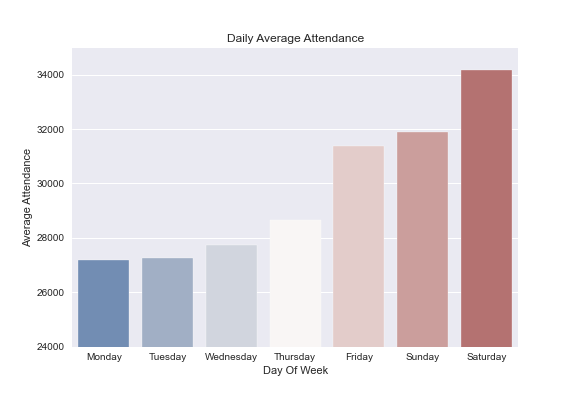 Daily Average Attendance
34000
32000
30000
28000
26000
24000
Average Attendance
Monday Tuesday Wednesday Thursday Friday Sunday Saturday
Day Of Week